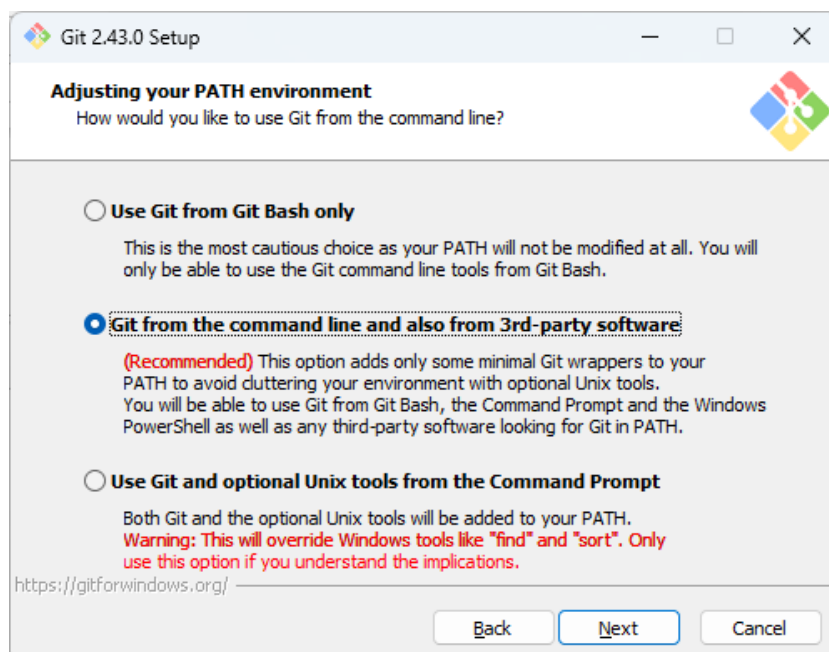 Git 2.43.0 Setup
Adjusting your PATH environment
How would you like to use Git from the command line?
Use Git from Git Bash only
This is the most cautious choice as your PATH will not be modified at all. You will
only be able to use the Git command line tools from Git Bash.
Git from the command line and also from 3rd-party software
(Recommended) This option adds only some minimal Git wrappers to your
PATH to avoid cluttering your environment with optional Unix tools.
You will be able to use Git from Git Bash, the Command Prompt and the Windows
PowerShell as well as any third-party software looking for Git in PATH.
Use Git and optional Unix tools from the Command Prompt
Both Git and the optional Unix tools will be added to your PATH.
Warning: This will override Windows tools like "find" and "sort". Only
use this option if you understand the implications.
https://gitforwindows.org/
Back Next Cancel